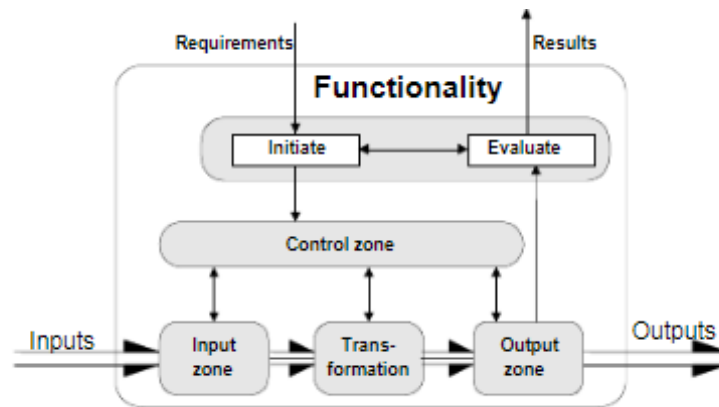 Requirements
Results
Functionality
Initiate
Evaluate
Control zone
Inputs
Input
zone
Trans-
formation
Output
zone
Outputs